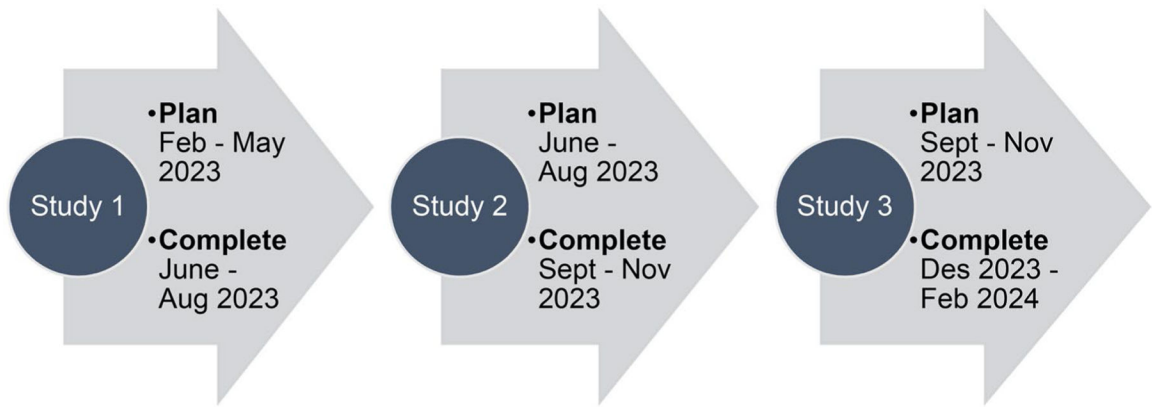 Study 1
•Plan
Feb - May
2023
•Complete
June -
Aug 2023
Study 2
•Plan
June -
Aug 2023
•Complete
Sept - Nov
2023
Study 3
•Plan
Sept - Nov
2023
•Complete
Des 2023 -
Feb 2024